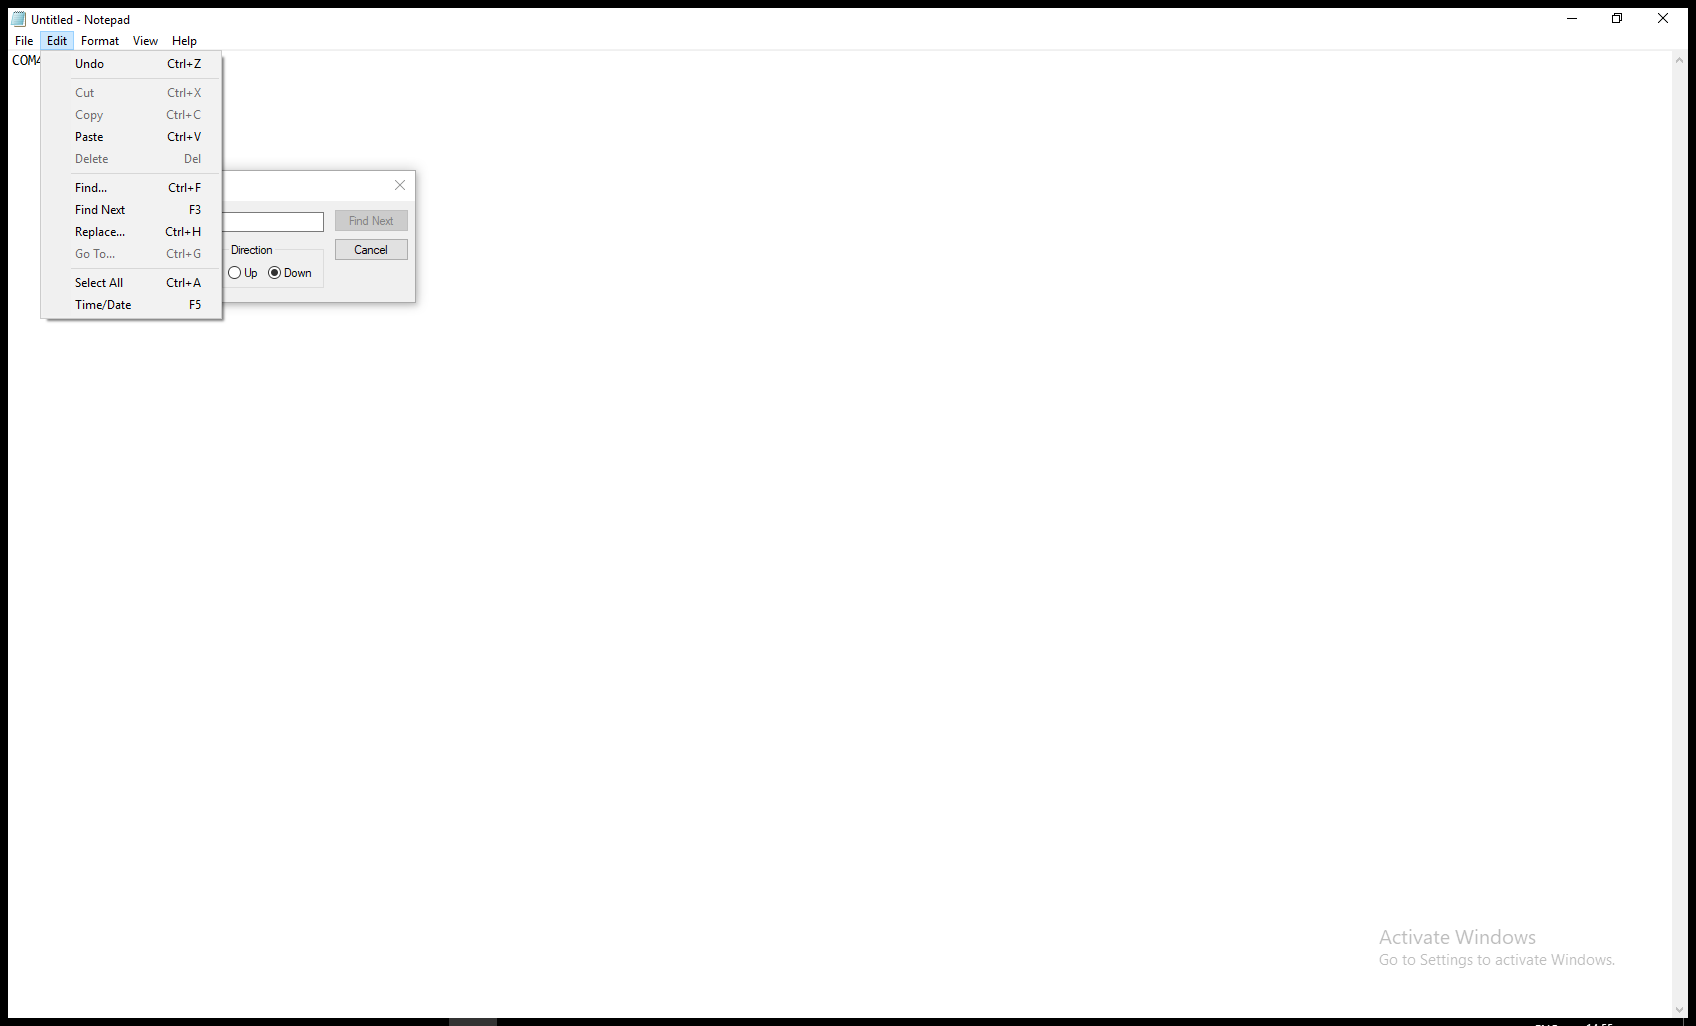 Untitled - Notepad
File Edit Format View Help
Undo Ctrl+Z
Cut Ctrl+X
Copy Ctrl+C
Paste Ctrl+V
Delete Del
Find... Ctrl+F
Find Next F3
Replace... Ctrl+H
Go To... Ctrl+G
Select All Ctrl+A
Time/Date F5
Find Next
Direction
Cancel
Up Down
Activate Windows
Go to Settings to activate Windows.